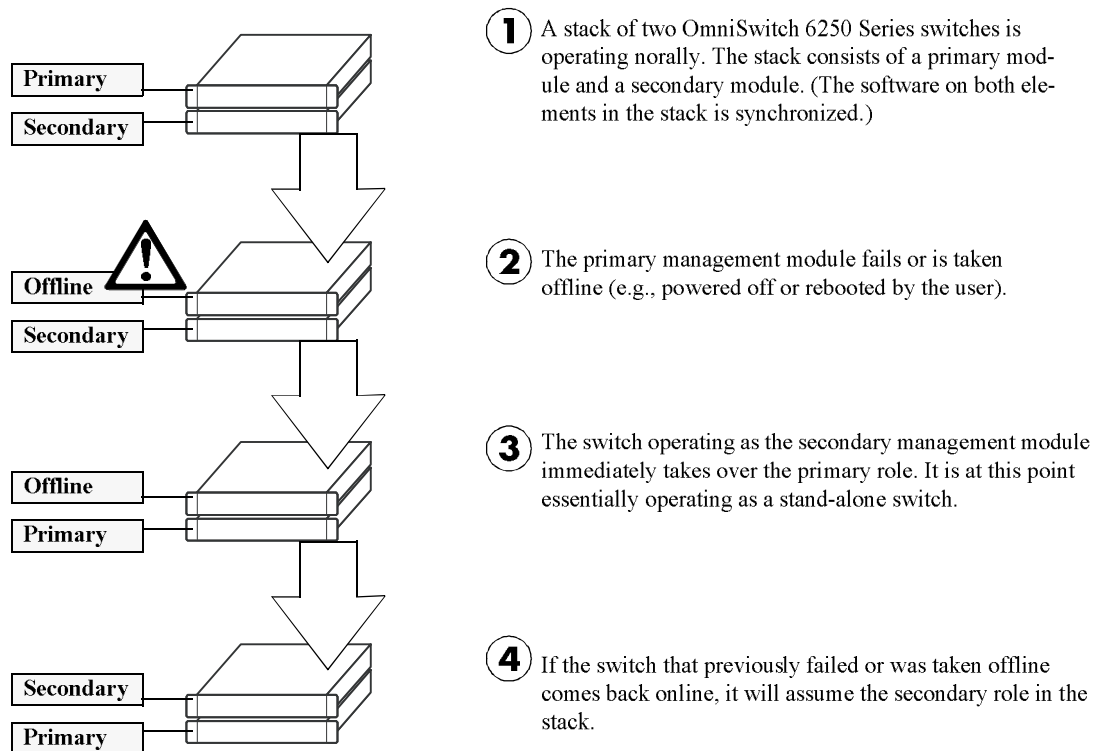 Primary
Secondary
1
A stack of two OmniSwitch 6250 Series switches is
operating norally. The stack consists of a primary mod-
ule and a secondary module. (The software on both ele-
ments in the stack is synchronized.)
!
Offline
Secondary
2
The primary management module fails or is taken
offline (e.g., powered off or rebooted by the user).
Offline
Primary
3
The switch operating as the secondary management module
immediately takes over the primary role. It is at this point
essentially operating as a stand-alone switch.
Secondary
Primary
4
If the switch that previously failed or was taken offline
comes back online, it will assume the secondary role in the
stack.